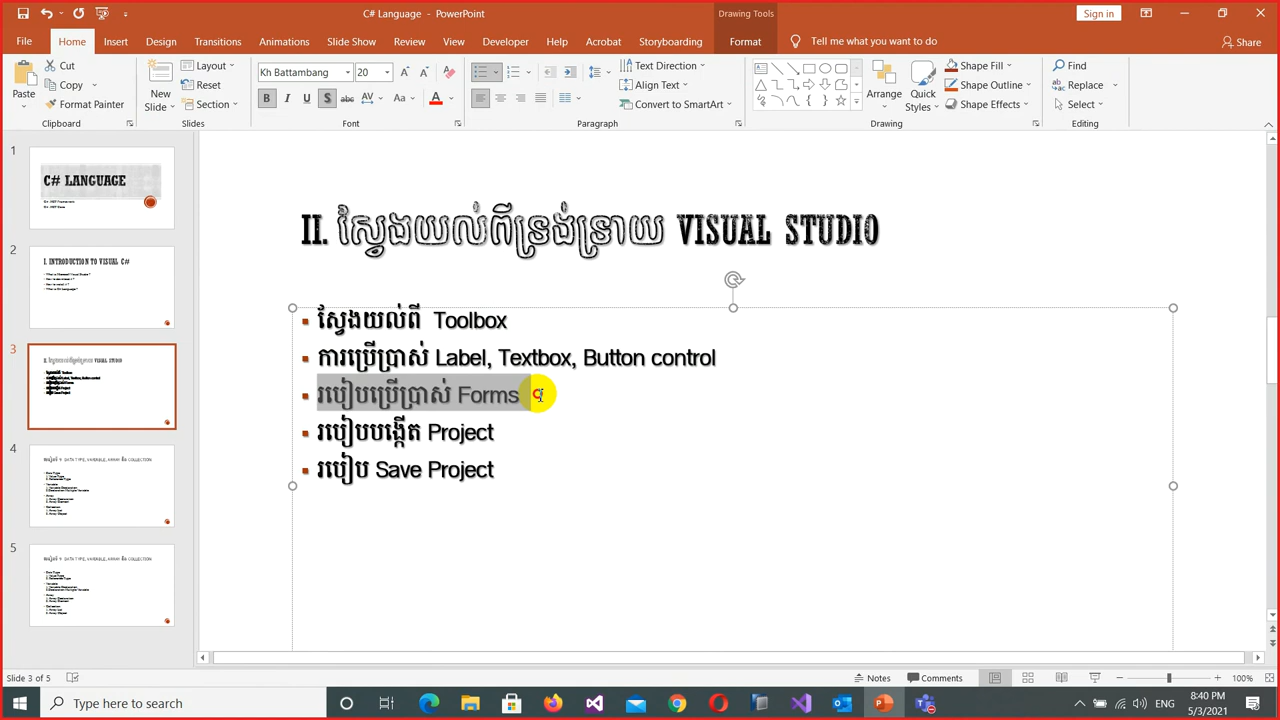 C# Language - PowerPoint
Drawing Tools
Sign in
File
Home
Insert
Design
Transitions
Animations
Slide Show
Review
View
Developer
Help
Acrobat
Storyboarding
Format
Tell me what you want to do
Share
Paste
Cut
Copy
Format Painter
Clipboard
New Slide
Layout
Reset
Section
Slides
Kh Battambang
20
Font
Text Direction
Align Text
Convert to SmartArt
Paragraph
Arrange
Quick Styles
Shape Fill
Shape Outline
Shape Effects
Drawing
Find
Replace
Select
Editing
1
C# LANGUAGE
2
I. INTRODUCTION TO VISUAL C#
3
4
5
II. ស្វែងយល់ពីទ្រង់ទ្រាយ VISUAL STUDIO
ស្វែងយល់ពី Toolbox
ការប្រើប្រាស់ Label, Textbox, Button control
របៀបប្រើប្រាស់ Forms
របៀបបង្កើត Project
របៀប Save Project
Slide 3 of 5
Notes
Comments
100%
Type here to search
ENG
8:40 PM
5/3/2021